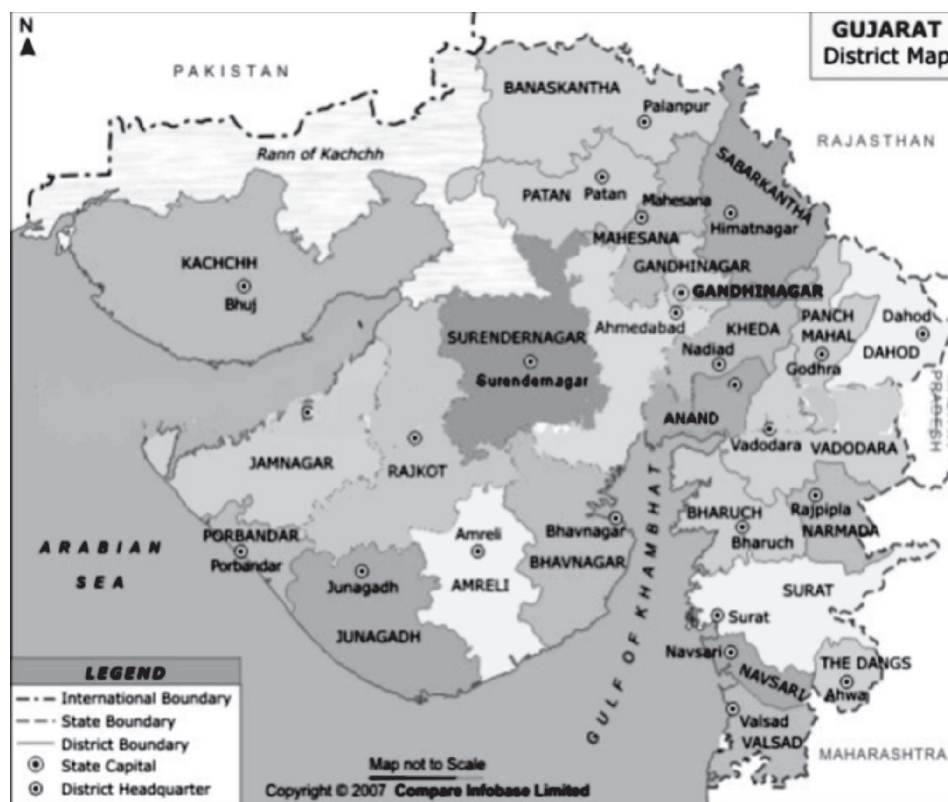 N
GUJARAT
District Map
PAKISTAN
BANASKANTHA
Palanpur
RAJASTHAN
Rann of Kachchh
SABARKANTHA
PATAN
Patan
Mahesana
Himatnagar
MAHESANA
KACHCHH
GANDHINAGAR
Bhuj
GANDHINAGAR
PANCH
MAHAL
Dahod
Ahmedabad
KHEDA
SURENDERNAGAR
DAHOD
Nadiad
Godhra
Surendernagar
PRADESH
ANAND
Vadodara
VADODARA
JAMNAGAR
RAJKOT
GULF OF KHAMBHAT
Rajpipla
BHARUCH
NARMADA
Bharuch
Bhavnagar
PORBANDAR
Porbandar
Amreli
ARABIAN
SEA
BHAVNAGAR
Junagadh
AMRELI
SURAT
Surat
JUNAGADH
Navsari
NAVSARI
THE DANGS
Ahwa
Valsad
VALSAD
MAHARASHTRA
LEGEND
International Boundary
State Boundary
District Boundary
State Capital
District Headquarter
Map not to Scale
Copyright © 2007 Compare Infobase Limited